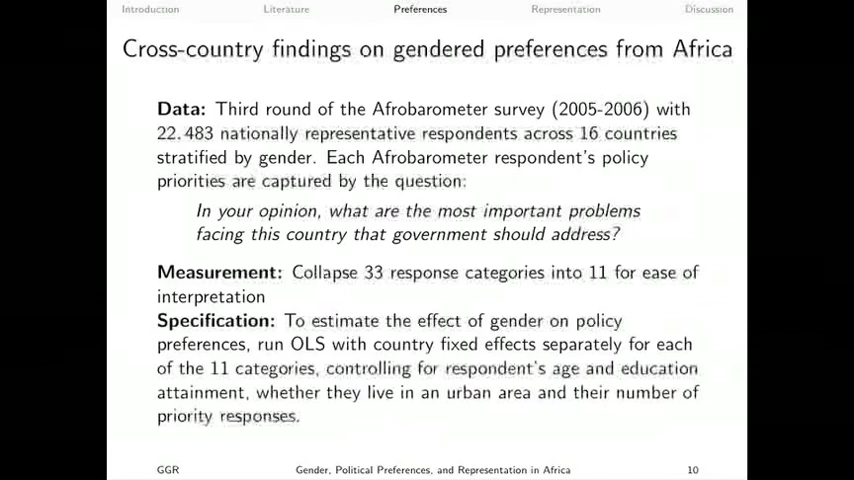 Introduction Literature Preferences Representation Discussion
Cross-country findings on gendered preferences from Africa
Data: Third round of the Afrobarometer survey (2005-2006) with
22.483 nationally representative respondents across 16 countries
stratified by gender. Each Afrobarometer respondent's policy
priorities are captured by the question:
In your opinion, what are the most important problems
facing this country that government should address?
Measurement: Collapse 33 response categories into 11 for ease of
interpretation
Specification: To estimate the effect of gender on policy
preferences, run OLS with country fixed effects separately for each
of the 11 categories, controlling for respondent's age and education
attainment, whether they live in an urban area and their number of
priority responses.
GGR Gender, Political Preferences, and Representation in Africa 10